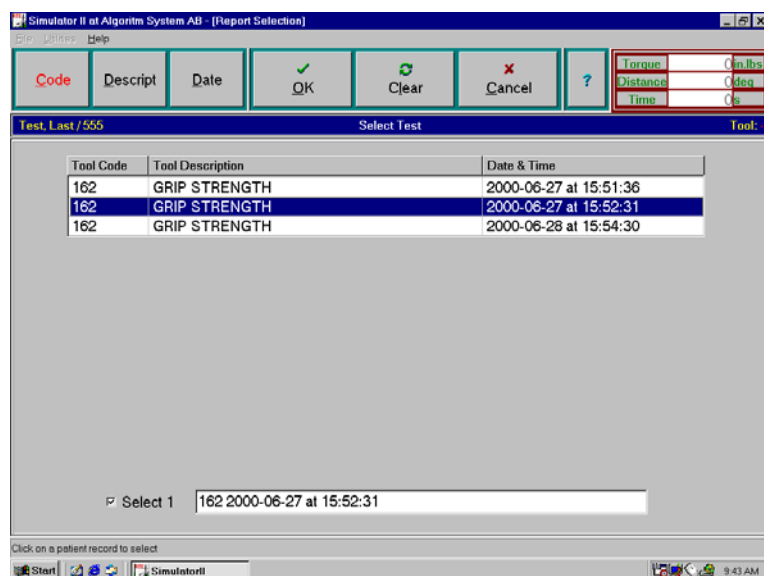 Simulator II at Algoritm System AB - [Report Selection]
File Utilities Help
Code Descript Date OK Clear Cancel ?
Torque 0 in.lbs
Distance 0 deg
Time 0 s
Test, Last / 555 Select Test Tool:
Tool Code Tool Description Date & Time
162 GRIP STRENGTH 2000-06-27 at 15:51:36
162 GRIP STRENGTH 2000-06-27 at 15:52:31
162 GRIP STRENGTH 2000-06-28 at 15:54:30
Select 1 162 2000-06-27 at 15:52:31
Click on a patient record to select
Start SimulatorII 9:43 AM